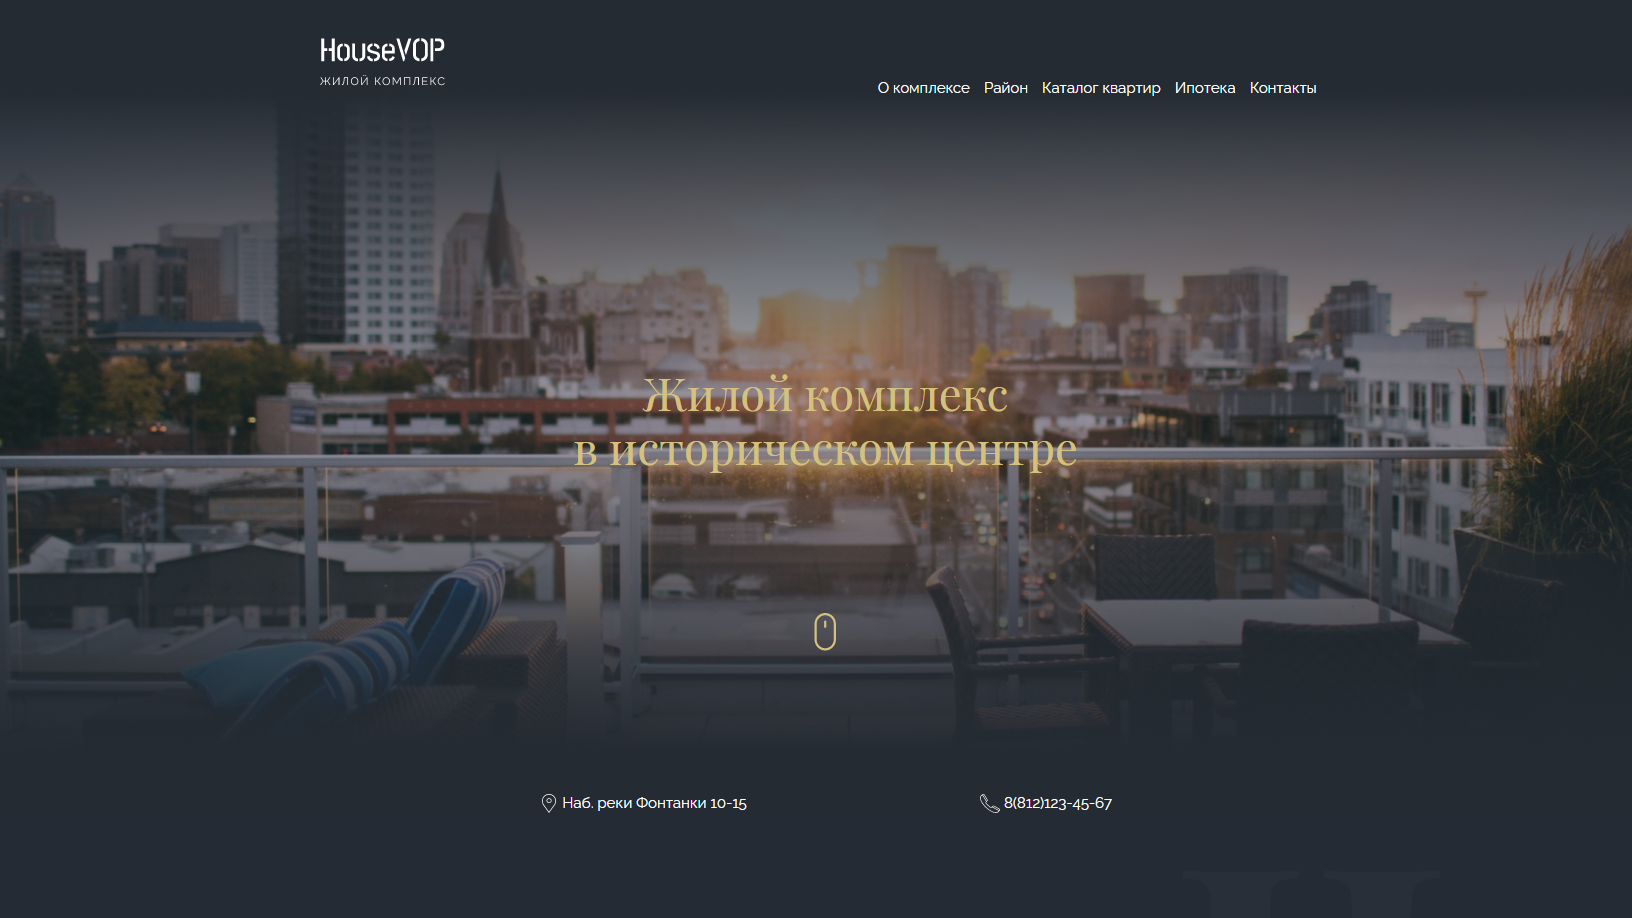 HouseVOP
ЖИЛОЙ КОМПЛЕКС
О комплексе Район Каталог квартир Ипотека Контакты
Жилой комплекс
в историческом центре
Наб. реки Фонтанки 10-15
8(812)123-45-67